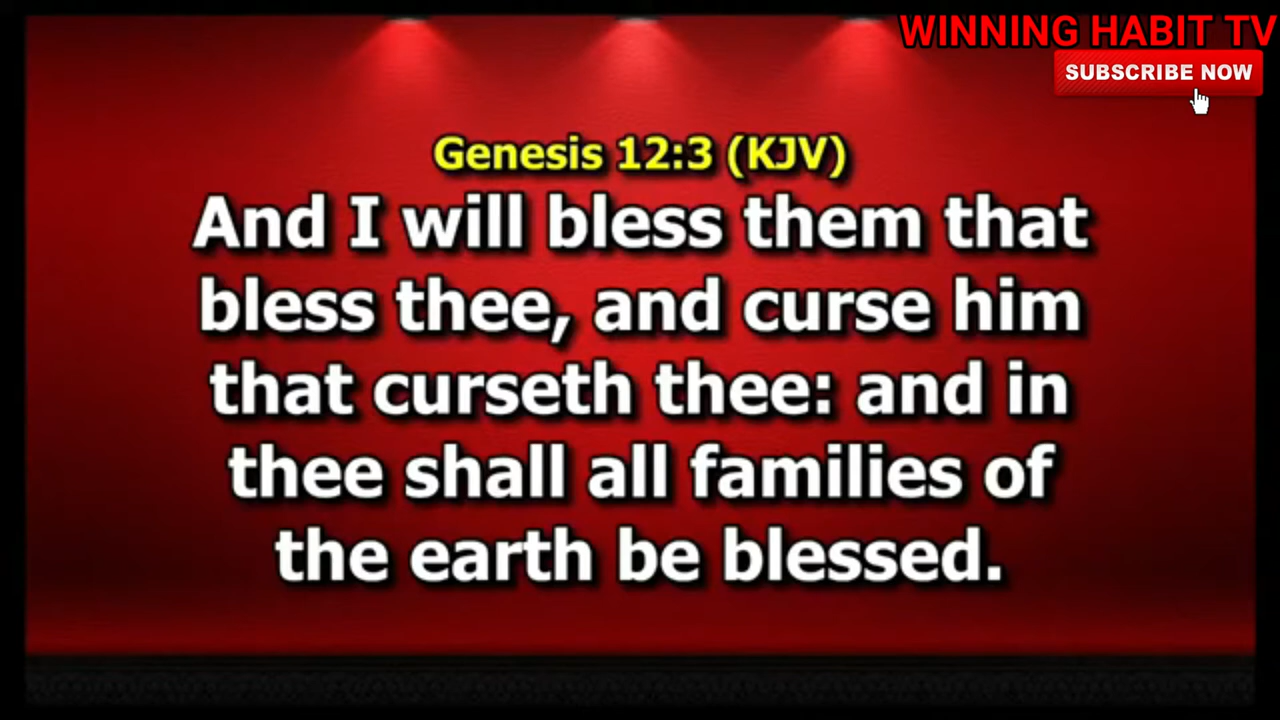 WINNING HABIT TV
SUBSCRIBE NOW
Genesis 12:3 (KJV)
And I will bless them that
bless thee, and curse him
that curseth thee: and in
thee shall all families of
the earth be blessed.